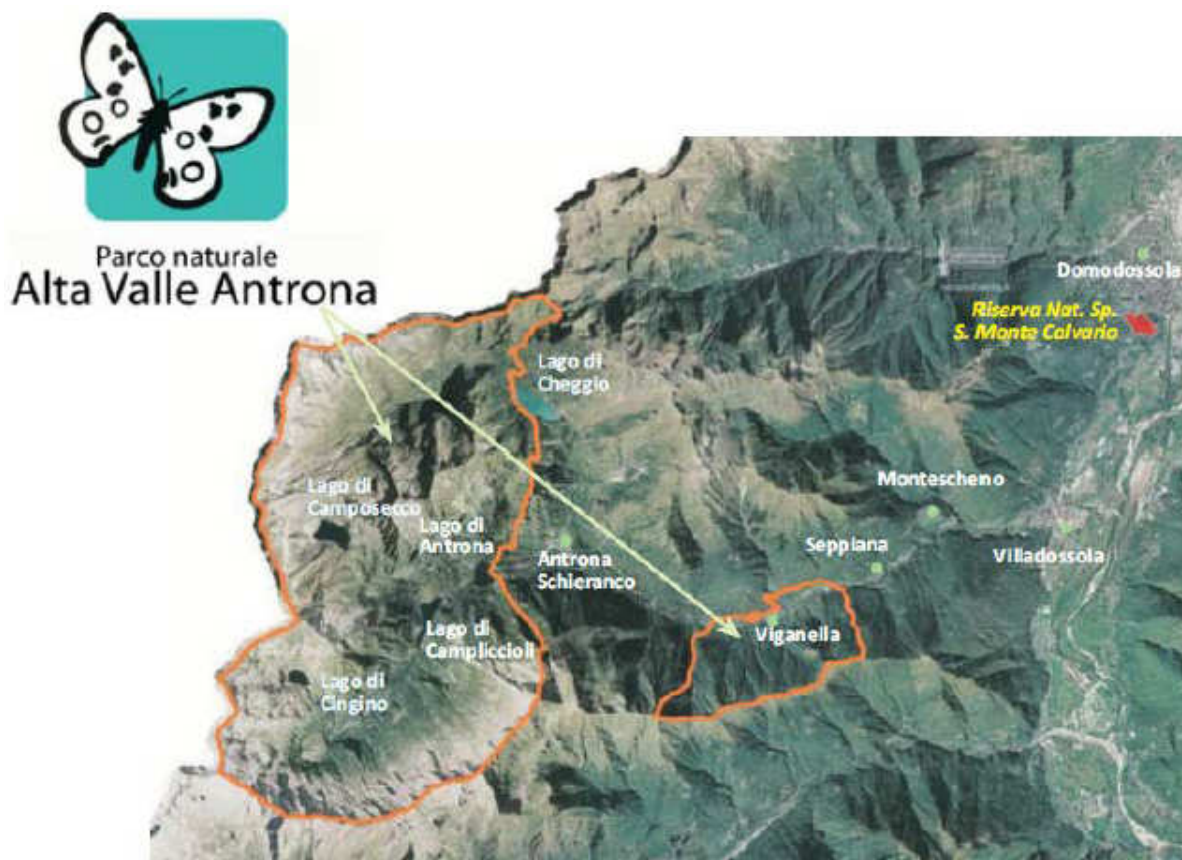 Parco naturale
Alta Valle Antrona
Domodossola
Riserva Nat. Sp.
S. Monte Calvario
Lago di
Cheggio
Montescheno
Lago di
Camposecco
Lago di
Antrona
Antrona
Schieranco
Seppiana
Villadossola
Viganella
Lago di
Campliccioli
Lago di
Cingino